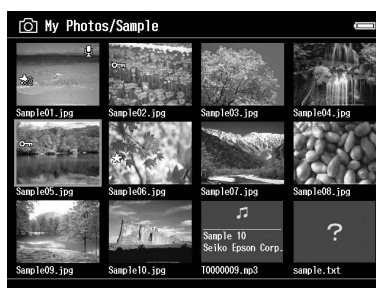 My Photos/Sample
Sample01.jpg Sample02.jpg Sample03.jpg Sample04.jpg
Sample05.jpg Sample06.jpg Sample07.jpg Sample08.jpg
Sample 10
Seiko Epson Corp.
Sample09.jpg Sample10.jpg T0000009.mp3 sample.txt
?